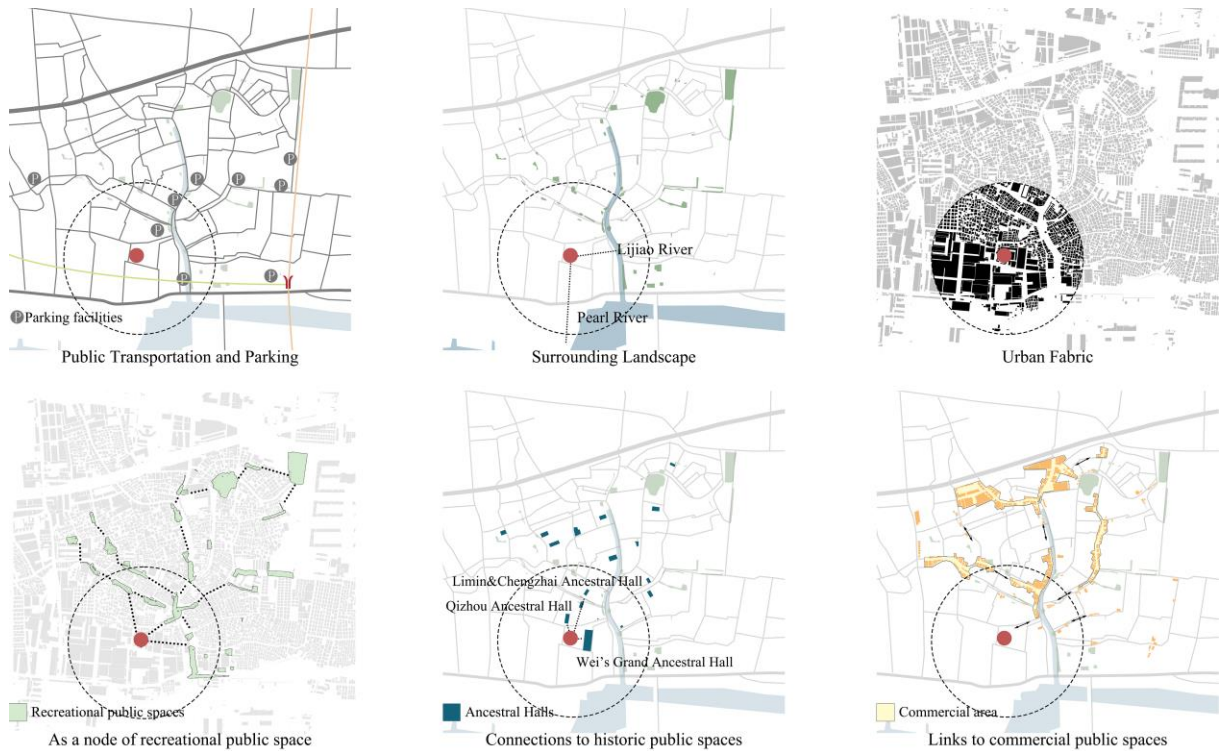 P
P
P
P
P
P
P
P
P
P Parking facilities
Public Transportation and Parking
Lijiao River
Pearl River
Surrounding Landscape
Urban Fabric
Recreational public spaces
As a node of recreational public space
Limin&Chengzhai Ancestral Hall
Qizhou Ancestral Hall
Wei's Grand Ancestral Hall
Ancestral Halls
Connections to historic public spaces
Commercial area
Links to commercial public spaces